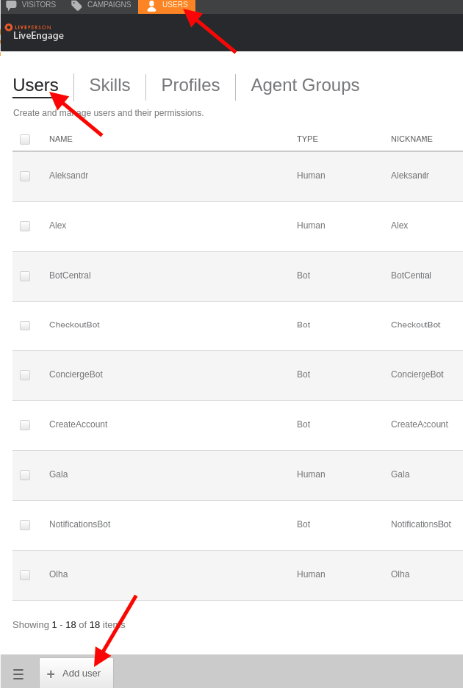 VISITORS CAMPAIGNS USERS
LIVEPERSON
LiveEngage
Users Skills Profiles Agent Groups
Create and manage users and their permissions.
NAME TYPE NICKNAME
Aleksandr Human Aleksandr
Alex Human Alex
BotCentral Bot BotCentral
CheckoutBot Bot CheckoutBot
ConciergeBot Bot ConciergeBot
CreateAccount Bot CreateAccount
Gala Human Gala
NotificationsBot Bot NotificationsBot
Olha Human Olha
Showing 1 - 18 of 18 items
+ Add user